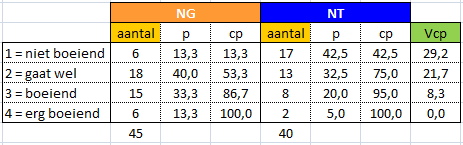 NG NT
aantal p cp aantal p cp Vcp
1 = niet boeiend 6 13,3 13,3 17 42,5 42,5 29,2
2 = gaat wel 18 40,0 53,3 13 32,5 75,0 21,7
3 = boeiend 15 33,3 86,7 8 20,0 95,0 8,3
4 = erg boeiend 6 13,3 100,0 2 5,0 100,0 0,0
45 40